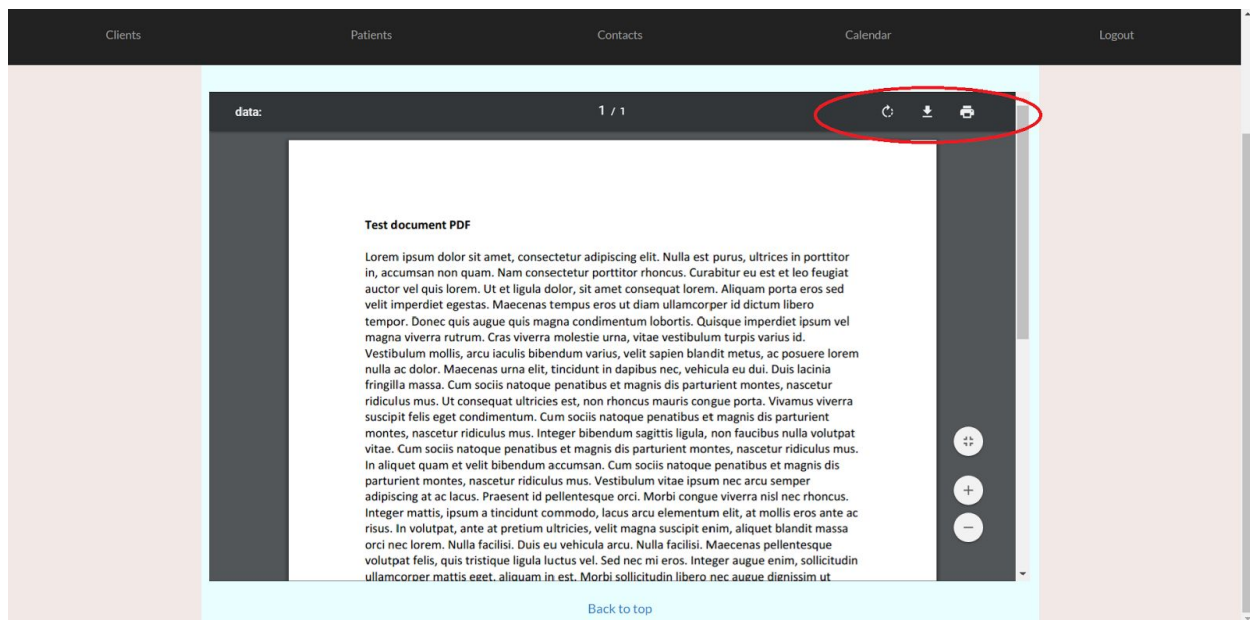 Clients Patients Contacts Calendar Logout
data: 1 / 1
Test document PDF
Lorem ipsum dolor sit amet, consectetur adipiscing elit. Nulla est purus, ultrices in porttitor
in, accumsan non quam. Nam consectetur porttitor rhoncus. Curabitur eu est et leo feugiat
auctor vel quis lorem. Ut et ligula dolor, sit amet consequat lorem. Aliquam porta eros sed
velit imperdiet egestas. Maecenas tempus eros ut diam ullamcorper id dictum libero
tempor. Donec quis augue quis magna condimentum lobortis. Quisque imperdiet ipsum vel
magna viverra rutrum. Cras viverra molestie urna, vitae vestibulum turpis varius id.
Vestibulum mollis, arcu iaculis bibendum varius, velit sapien blandit metus, ac posuere lorem
nulla ac dolor. Maecenas urna elit, tincidunt in dapibus nec, vehicula eu dui. Duis lacinia
fringilla massa. Cum sociis natoque penatibus et magnis dis parturient montes, nascetur
ridiculus mus. Ut consequat ultricies est, non rhoncus mauris congue porta. Vivamus viverra
suscipit felis eget condimentum. Cum sociis natoque penatibus et magnis dis parturient
montes, nascetur ridiculus mus. Integer bibendum sagittis ligula, non faucibus nulla volutpat
vitae. Cum sociis natoque penatibus et magnis dis parturient montes, nascetur ridiculus mus.
In aliquet quam et velit bibendum accumsan. Cum sociis natoque penatibus et magnis dis
parturient montes, nascetur ridiculus mus. Vestibulum vitae ipsum nec arcu semper
adipiscing at ac lacus. Praesent id pellentesque orci. Morbi congue viverra nisl nec rhoncus.
Integer mattis, ipsum a tincidunt commodo, lacus arcu elementum elit, at mollis eros ante ac
risus. In volutpat, ante at pretium ultricies, velit magna suscipit enim, aliquet blandit massa
orci nec lorem. Nulla facilisi. Duis eu vehicula arcu. Nulla facilisi. Maecenas pellentesque
volutpat felis, quis tristique ligula luctus vel. Sed nec mi eros. Integer augue enim, sollicitudin
ullamcorper mattis eget, aliquam in est. Morbi sollicitudin libero nec augue dignissim ut
Back to top